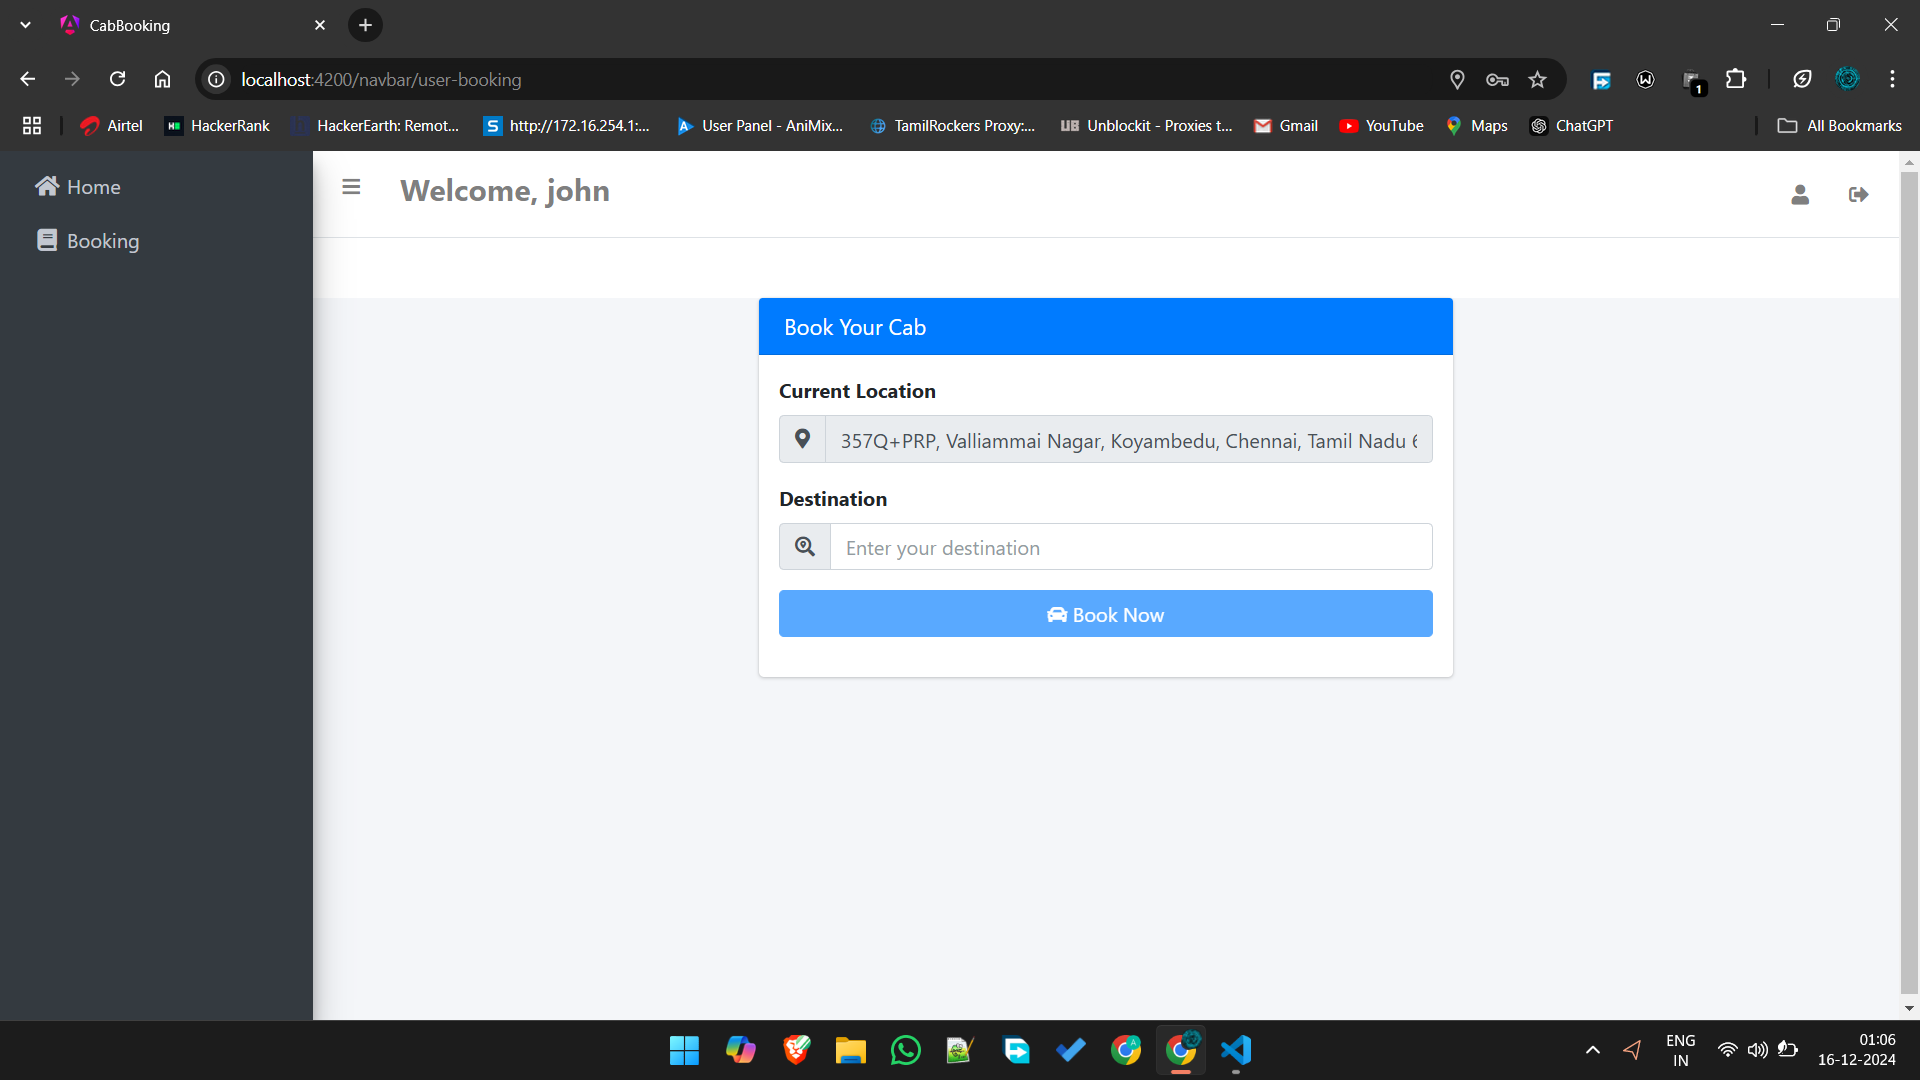 CabBooking
localhost:4200/navbar/user-booking
1
Airtel
HackerRank
HackerEarth: Remot...
http://172.16.254.1:...
User Panel - AniMix...
TamilRockers Proxy:...
UB Unblockit - Proxies t...
Gmail
YouTube
Maps
ChatGPT
All Bookmarks
Home
Booking
Welcome, john
Book Your Cab
Current Location
357Q+PRP, Valliammai Nagar, Koyambedu, Chennai, Tamil Nadu 6
Destination
Enter your destination
Book Now
ENG
IN
01:06
16-12-2024